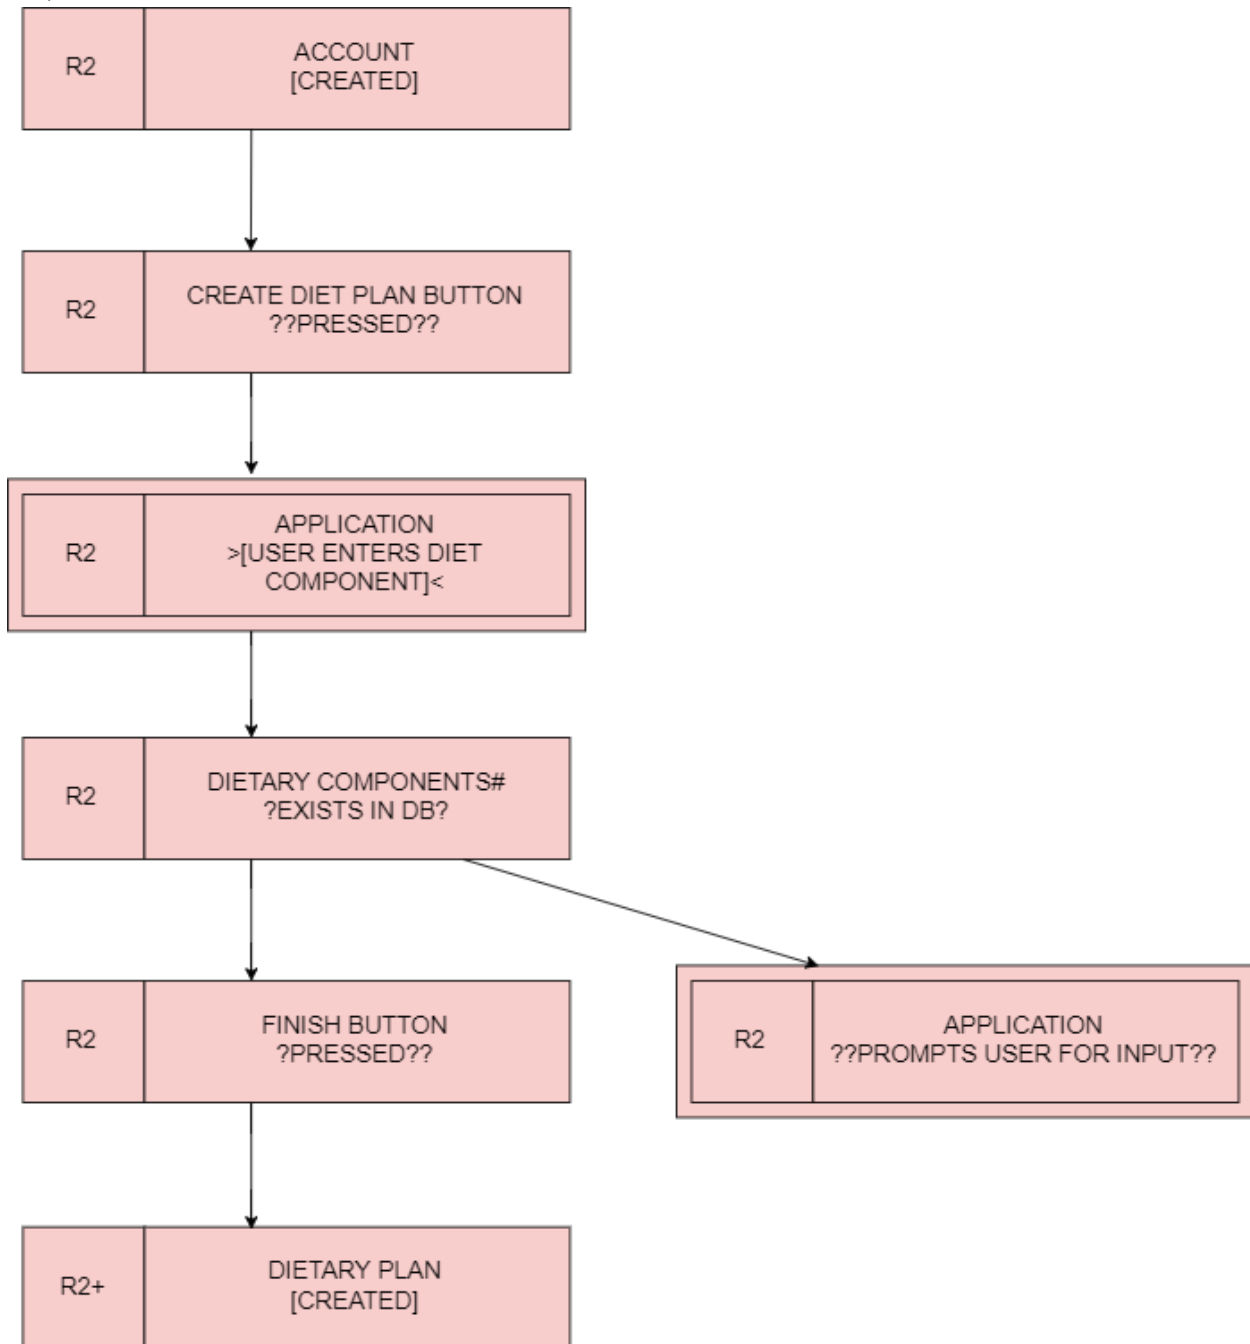 R2
ACCOUNT
[CREATED]
R2
CREATE DIET PLAN BUTTON
??PRESSED??
R2
APPLICATION
>[USER ENTERS DIET
COMPONENT]<
R2
DIETARY COMPONENTS#
?EXISTS IN DB?
R2
FINISH BUTTON
?PRESSED??
R2
APPLICATION
??PROMPTS USER FOR INPUT??
R2+
DIETARY PLAN
[CREATED]